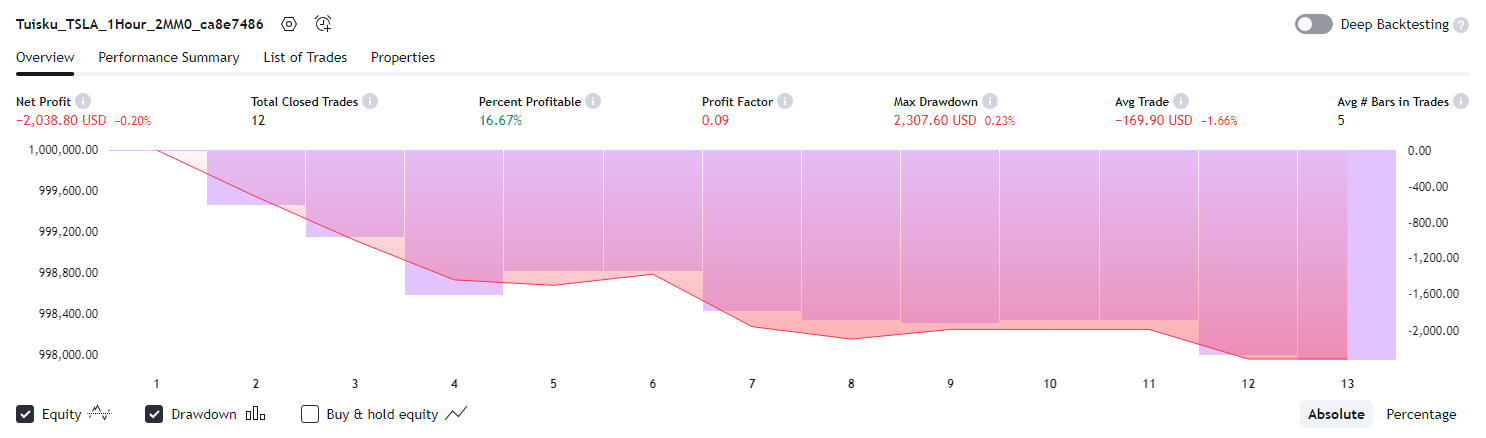 Tuisku_TSLA_1Hour_2MM0_ca8e7486 Deep Backtesting ?
Overview Performance Summary List of Trades Properties
Net Profit i Total Closed Trades i Percent Profitable i Profit Factor i Max Drawdown i Avg Trade i Avg # Bars in Trades i
−2,038.80 USD −0.20% 12 16.67% 0.09 2,307.60 USD 0.23% −169.90 USD −1.66% 5
1,000,000.00 0.00
999,600.00 -400.00
999,200.00 -800.00
998,800.00 -1,200.00
998,400.00 -1,600.00
998,000.00 -2,000.00
1 2 3 4 5 6 7 8 9 10 11 12 13
Equity Drawdown Buy & hold equity Absolute Percentage